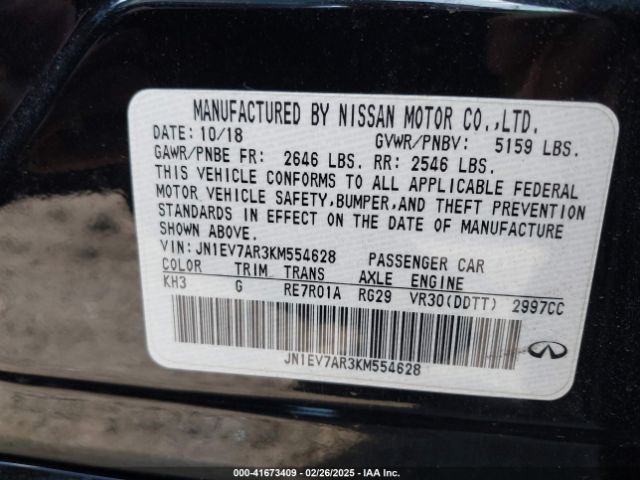 MANUFACTURED BY NISSAN MOTOR CO.,LTD.
DATE: 10/18 GVWR/PNBV: 5159 LBS.
GAWR/PNBE FR: 2646 LBS. RR: 2546 LBS.
THIS VEHICLE CONFORMS TO ALL APPLICABLE FEDERAL
MOTOR VEHICLE SAFETY,BUMPER,AND THEFT PREVENTION
STANDARDS IN EFFECT ON THE DATE OF MANUFACTURE
SHOWN ABOVE.
VIN: JN1EV7AR3KM554628 PASSENGER CAR
COLOR TRIM TRANS AXLE ENGINE
KH3 G RE7R01A RG29 VR30(DDTT) 2997CC
JN1EV7AR3KM554628
000-41673409 - 02/26/2025 - IAA Inc.